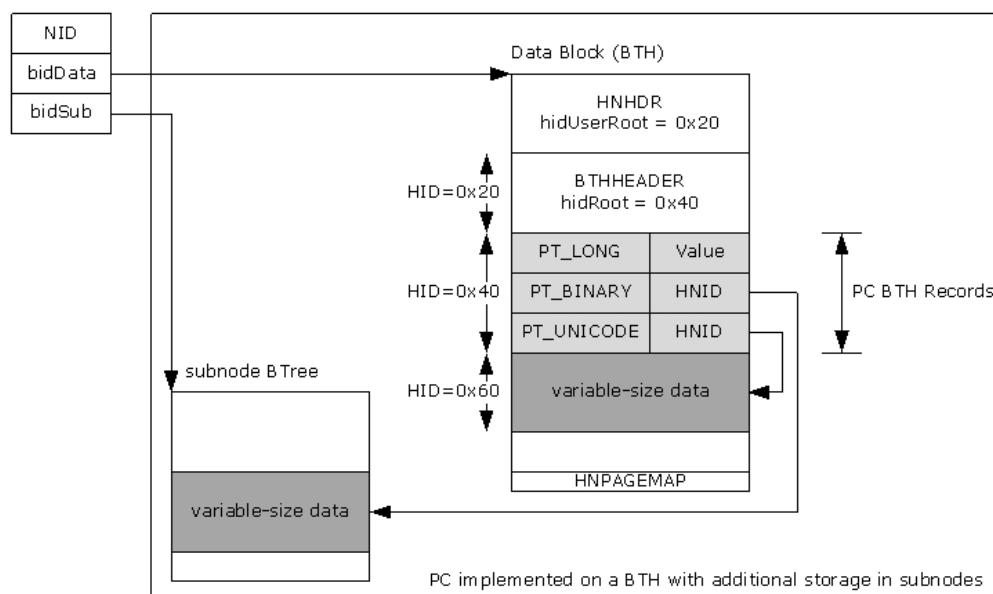 NID
bidData
bidSub
Data Block (BTH)
HNHDR
hidUserRoot = 0x20
HID=0x20
BTHHEADER
hidRoot = 0x40
HID=0x40
PT_LONG Value
PT_BINARY HNID
PT_UNICODE HNID
PC BTH Records
HID=0x60
variable-size data
HNPAGEMAP
subnode BTree
variable-size data
PC implemented on a BTH with additional storage in subnodes